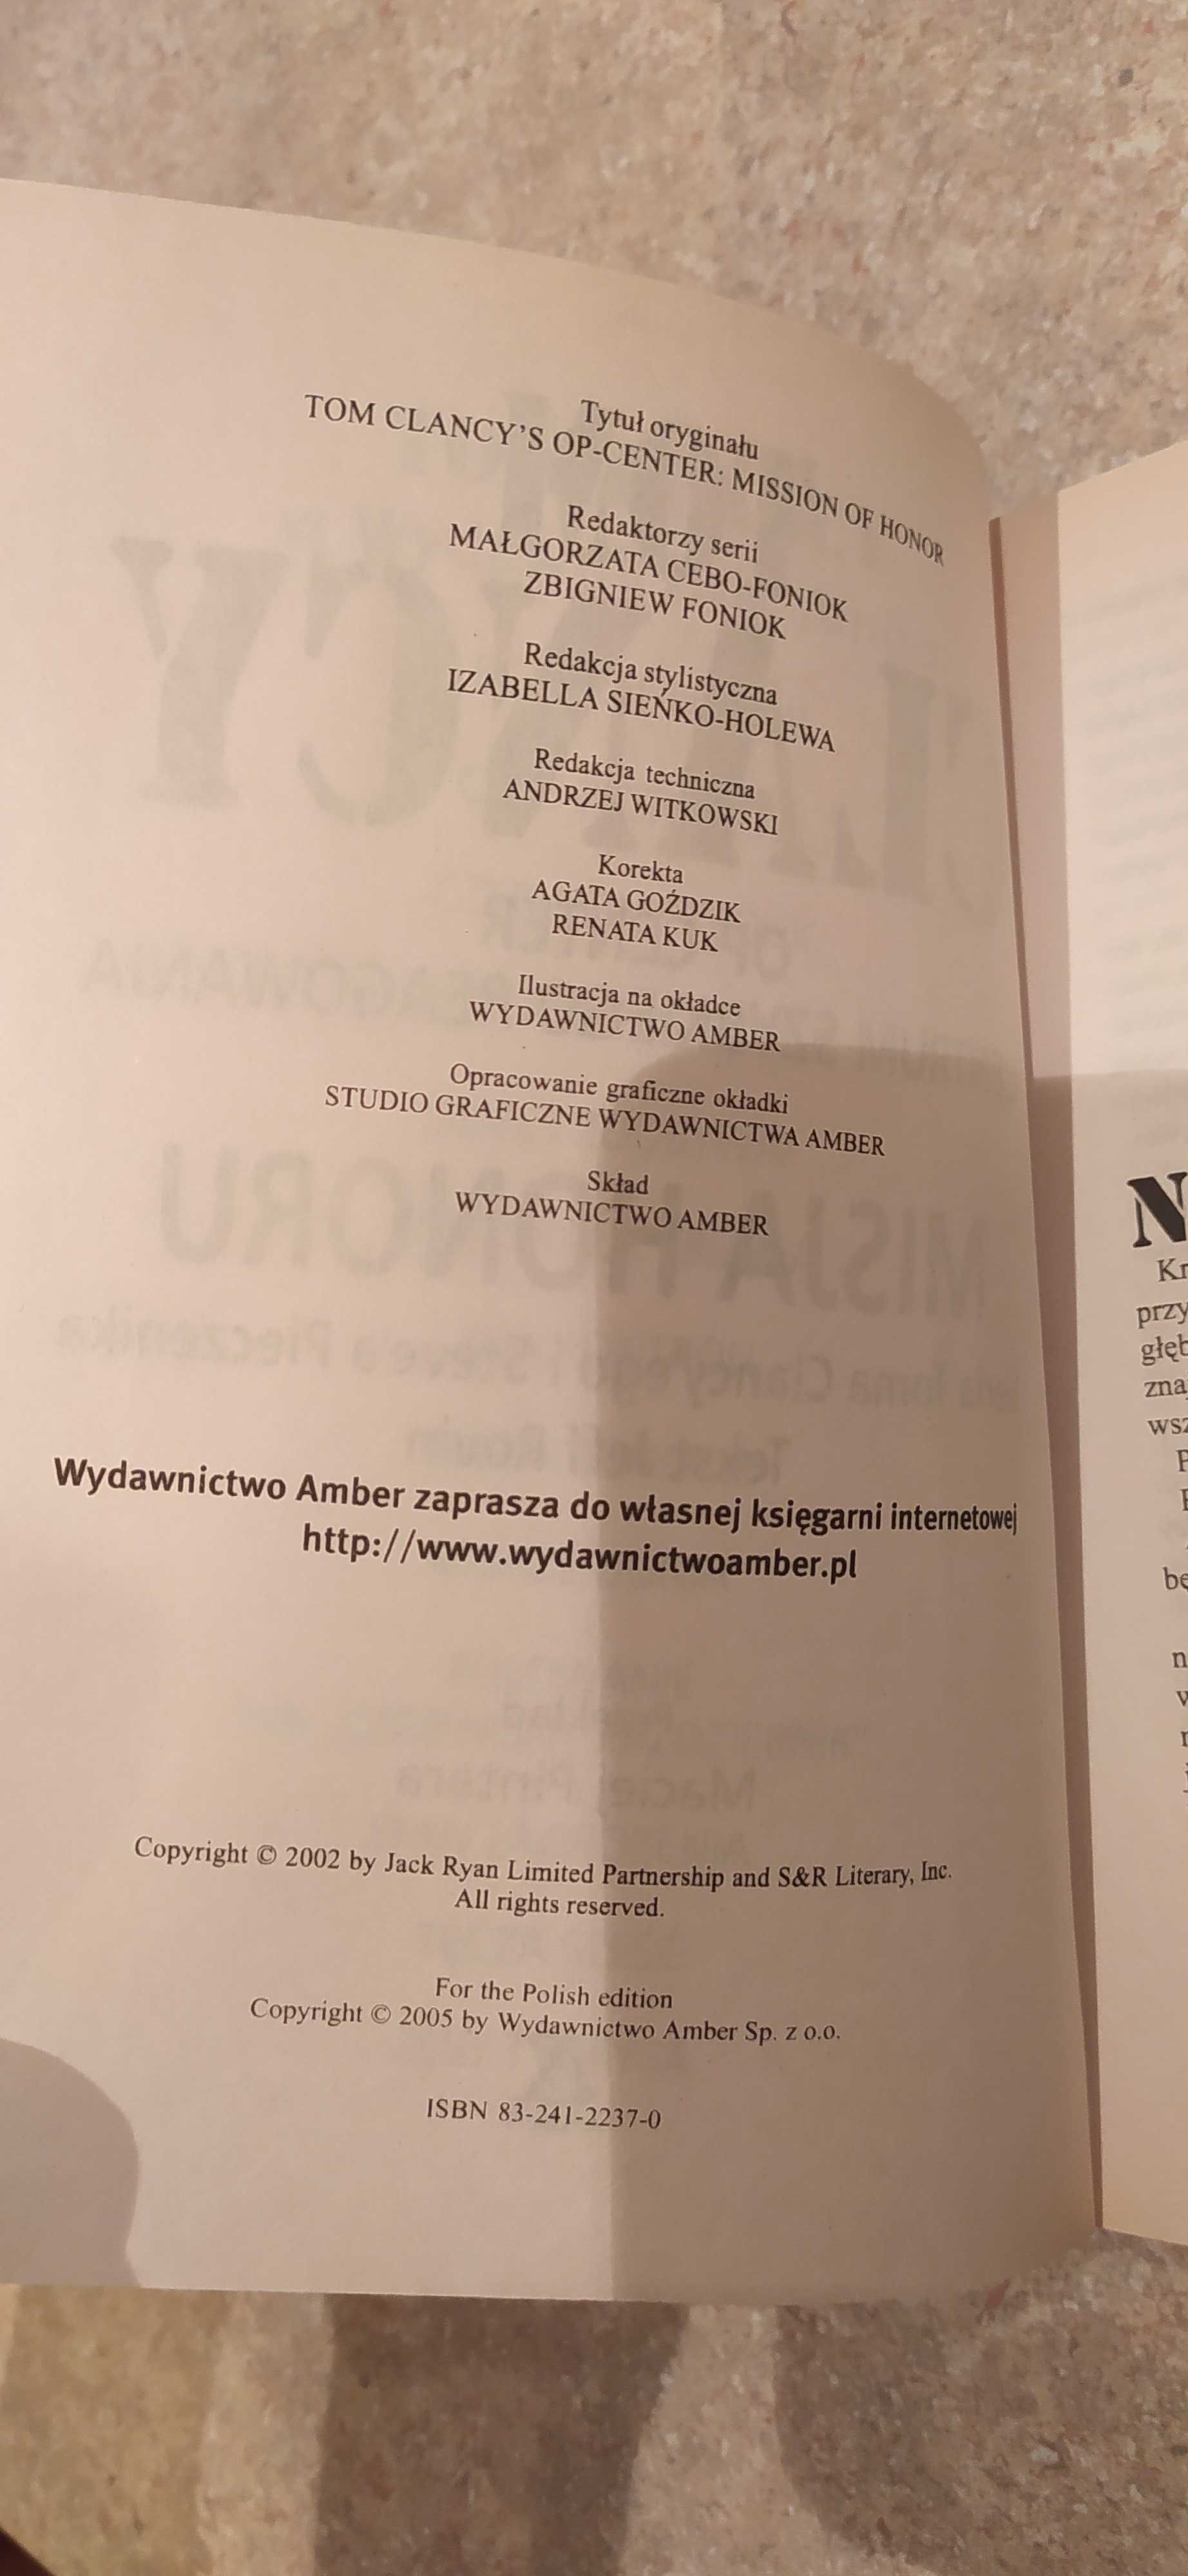 Tytuł oryginału
TOM CLANCY'S OP-CENTER: MISSION OF HONOR
Redaktorzy serii
MAŁGORZATA CEBO-FONIOK
ZBIGNIEW FONIOK
Redakcja stylistyczna
IZABELLA SIEŃKO-HOLEWA
Redakcja techniczna
ANDRZEJ WITKOWSKI
Korekta
AGATA GOŹDZIK
RENATA KUK
Ilustracja na okładce
WYDAWNICTWO AMBER
Opracowanie graficzne okładki
STUDIO GRAFICZNE WYDAWNICTWA AMBER
Skład
WYDAWNICTWO AMBER
Wydawnictwo Amber zaprasza do własnej księgarni internetowej
http://www.wydawnictwoamber.pl
Copyright © 2002 by Jack Ryan Limited Partnership and S&R Literary, Inc.
All rights reserved.
For the Polish edition
Copyright © 2005 by Wydawnictwo Amber Sp. z o.o.
ISBN 83-241-2237-0